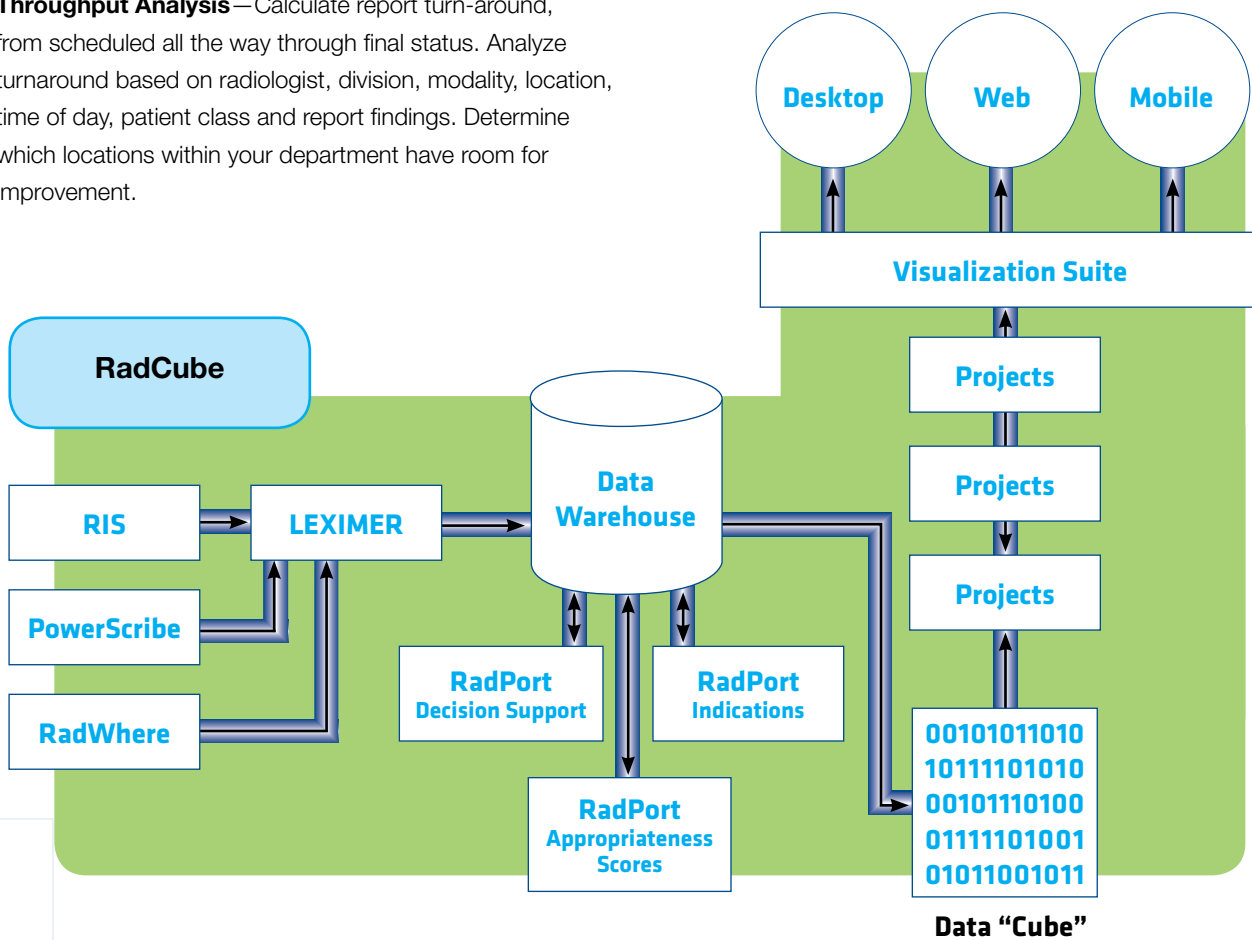 Throughput Analysis—Calculate report turn-around,
from scheduled all the way through final status. Analyze
turnaround based on radiologist, division, modality, location,
time of day, patient class and report findings. Determine
which locations within your department have room for
improvement.
Desktop
Web
Mobile
Visualization Suite
RadCube
Projects
Projects
Projects
Data
Warehouse
RIS
LEXIMER
PowerScribe
RadWhere
RadPort
Decision Support
RadPort
Indications
RadPort
Appropriateness
Scores
00101011010
10111101010
00101110100
01111101001
01011001011
Data “Cube”